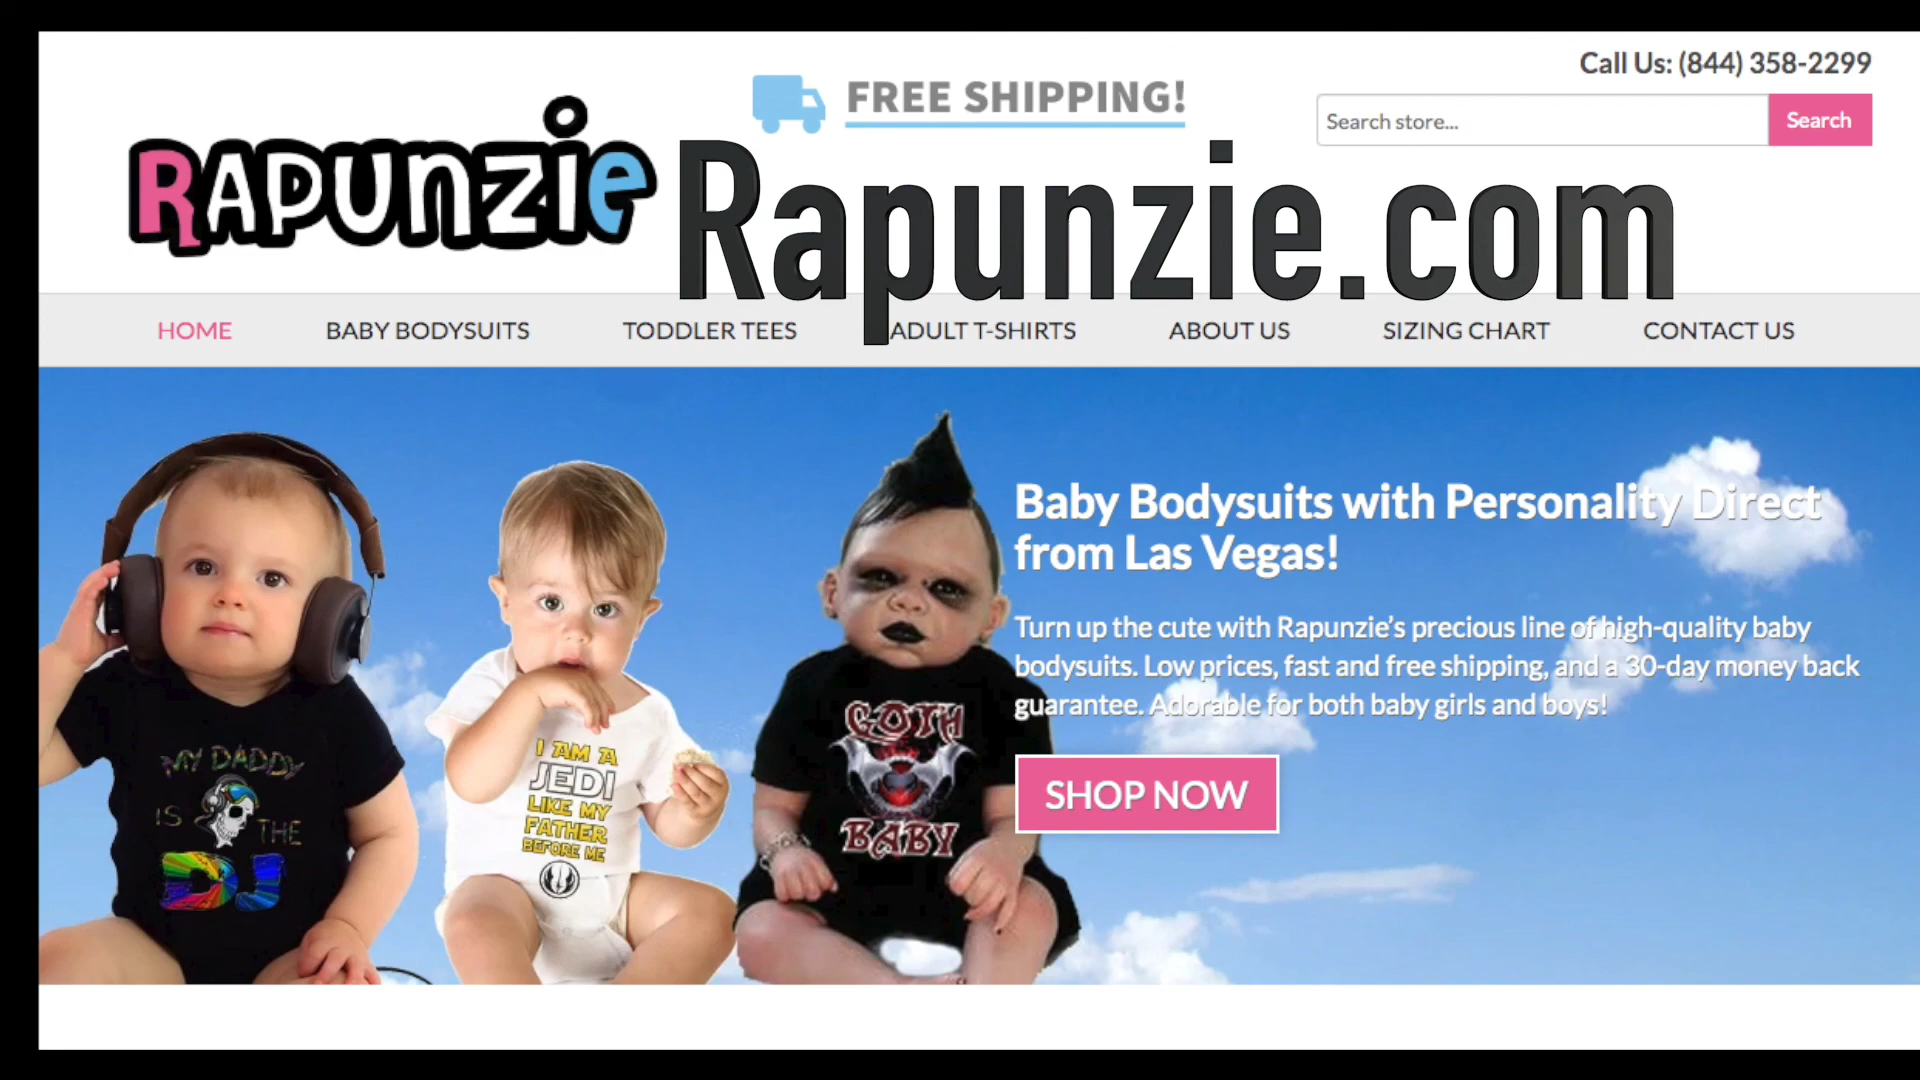 Call Us: (844) 358-2299
FREE SHIPPING!
Search store...
Search
RAPUNZie
Rapunzie.com
HOME
BABY BODYSUITS
TODDLER TEES
ADULT T-SHIRTS
ABOUT US
SIZING CHART
CONTACT US
Baby Bodysuits with Personality Direct
from Las Vegas!
Turn up the cute with Rapunzie's precious line of high-quality baby
bodysuits. Low prices, fast and free shipping, and a 30-day money back
guarantee. Adorable for both baby girls and boys!
SHOP NOW
MY DADDY
IS THE
DJ
I AM A
JEDI
LIKE MY
FATHER
BEFORE ME
GOTH
BABY